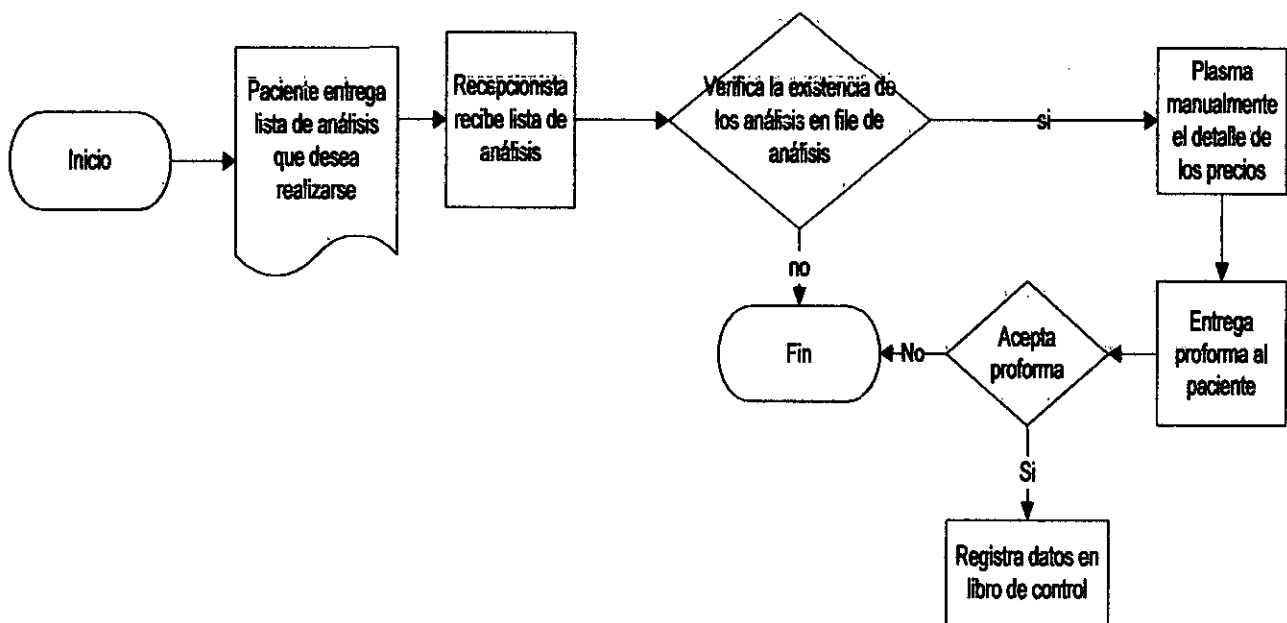 Inicio
Paciente entrega
lista de análisis
que desea
realizarse
Recepcionista
recibe lista de
análisis
Verifica la existencia de
los análisis en file de
análisis
si
Plasma
manualmente
el detalle de
los precios
no
Fin
No
Acepta
proforma
Entrega
proforma al
paciente
Si
Registra datos en
libro de control